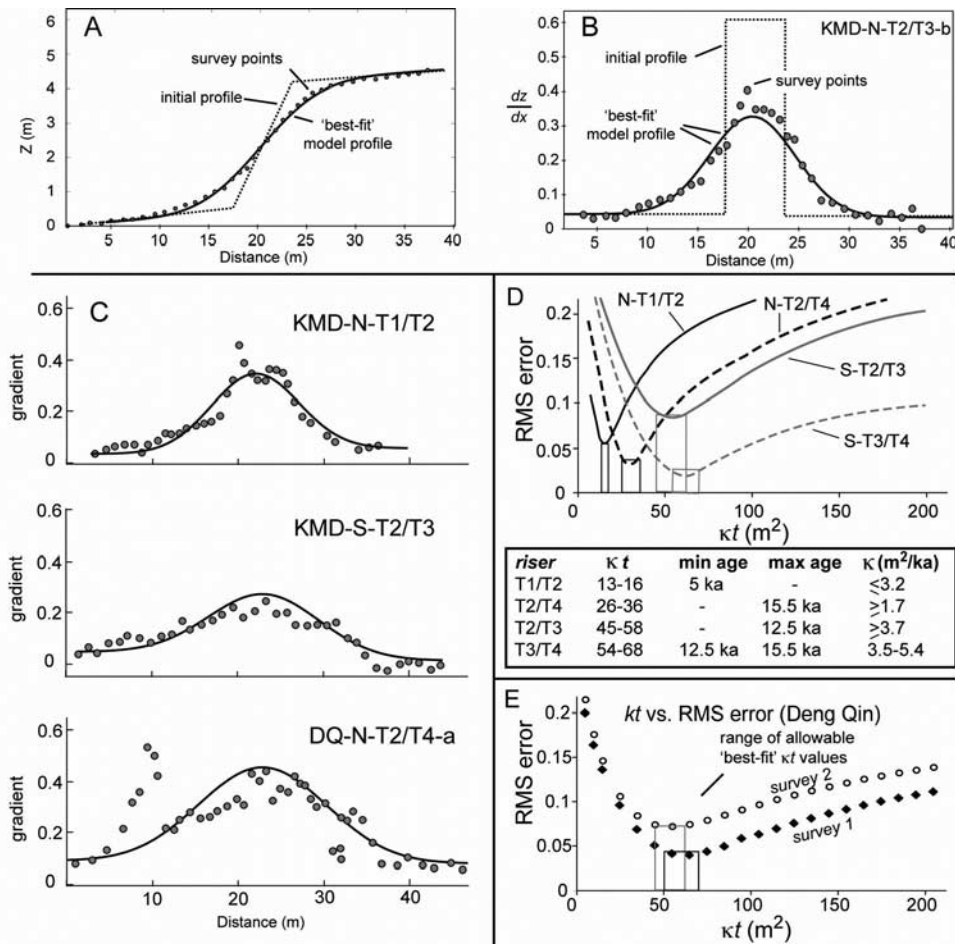 A
6
4
2
0
Z (m)
5 10 15 20 25 30 35 40
Distance (m)
survey points
initial profile
'best-fit'
model profile
B
KMD-N-T2/T3-b
0.6
0.5
0.4
0.3
0.2
0.1
0
dz
dx
initial
profile
survey
points
'best-fit'
model profile
5 10 15 20 25 30 35 40
Distance (m)
C
KMD-N-T1/T2
gradient
0.4
0.2
0
KMD-S-T2/T3
gradient
0.6
0.4
0.2
0
DQ-N-T2/T4-a
gradient
0.6
0.4
0.2
0
10 20 30 40
Distance (m)
D
N-T1/T2
N-T2/T4
S-T2/T3
S-T3/T4
RMS error
0.20
0.15
0.1
0.05
0
0 50 100 150 200
κt (m²)
riser κ t min age max age κ (m²/ka)
T1/T2 13-16 5 ka - ≤3.2
T2/T4 26-36 - 15.5 ka ≥1.7
T2/T3 45-58 - 12.5 ka ≥3.7
T3/T4 54-68 12.5 ka 15.5 ka 3.5-5.4
E
kt vs. RMS error (Deng Qin)
range of allowable
'best-fit' κt values
survey 2
survey 1
RMS error
0.2
0.15
0.1
0.05
0
0 50 100 150 200
κt (m²)